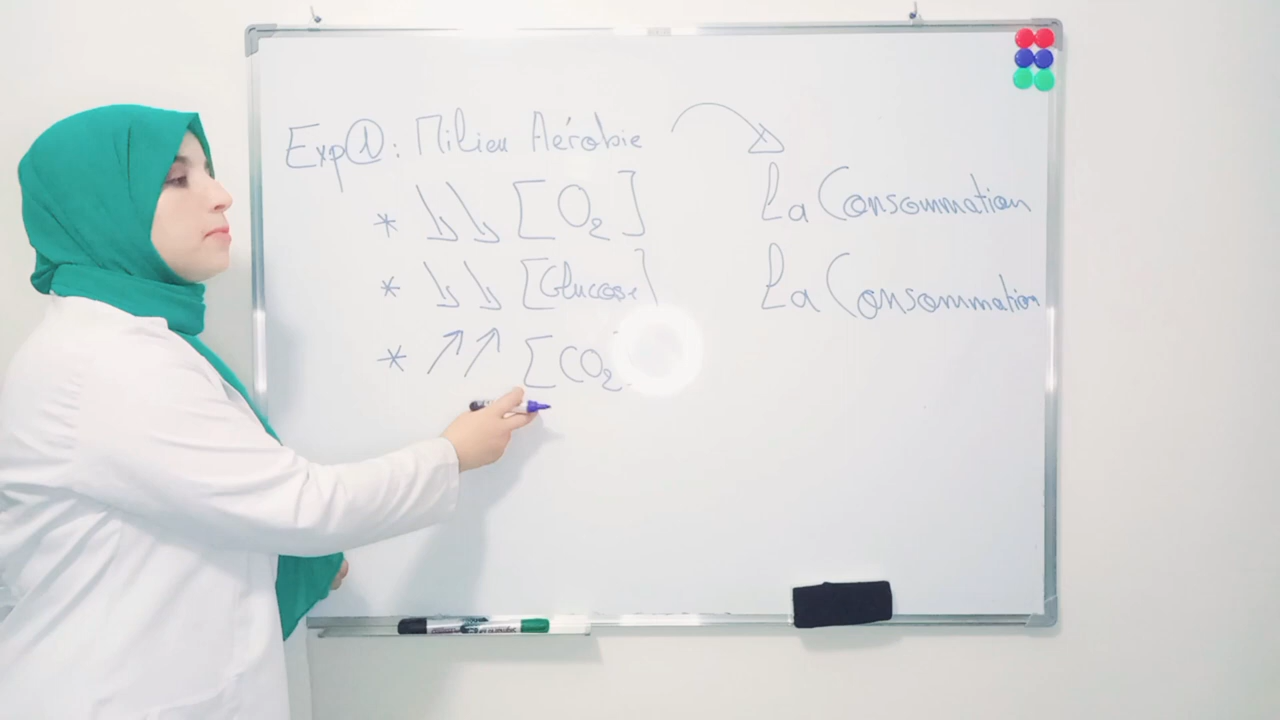 Exp①: Milieu Aérobie
* ↘↘ [O₂]
La Consommation
* ↘↘ [Glucose]
La Consommation
* ↗↗ [CO₂